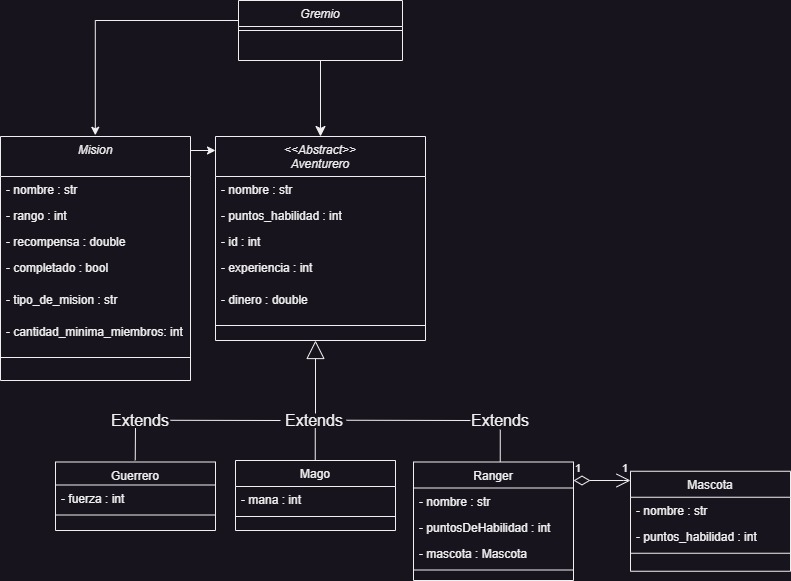 Gremio
Mision
- nombre : str
- rango : int
- recompensa : double
- completado : bool
- tipo_de_mision : str
- cantidad_minima_miembros: int
<<Abstract>>
Aventurero
- nombre : str
- puntos_habilidad : int
- id : int
- experiencia : int
- dinero : double
Extends
Extends
Extends
Guerrero
- fuerza : int
Mago
- mana : int
Ranger
- nombre : str
- puntosDeHabilidad : int
- mascota : Mascota
1
1
Mascota
- nombre : str
- puntos_habilidad : int